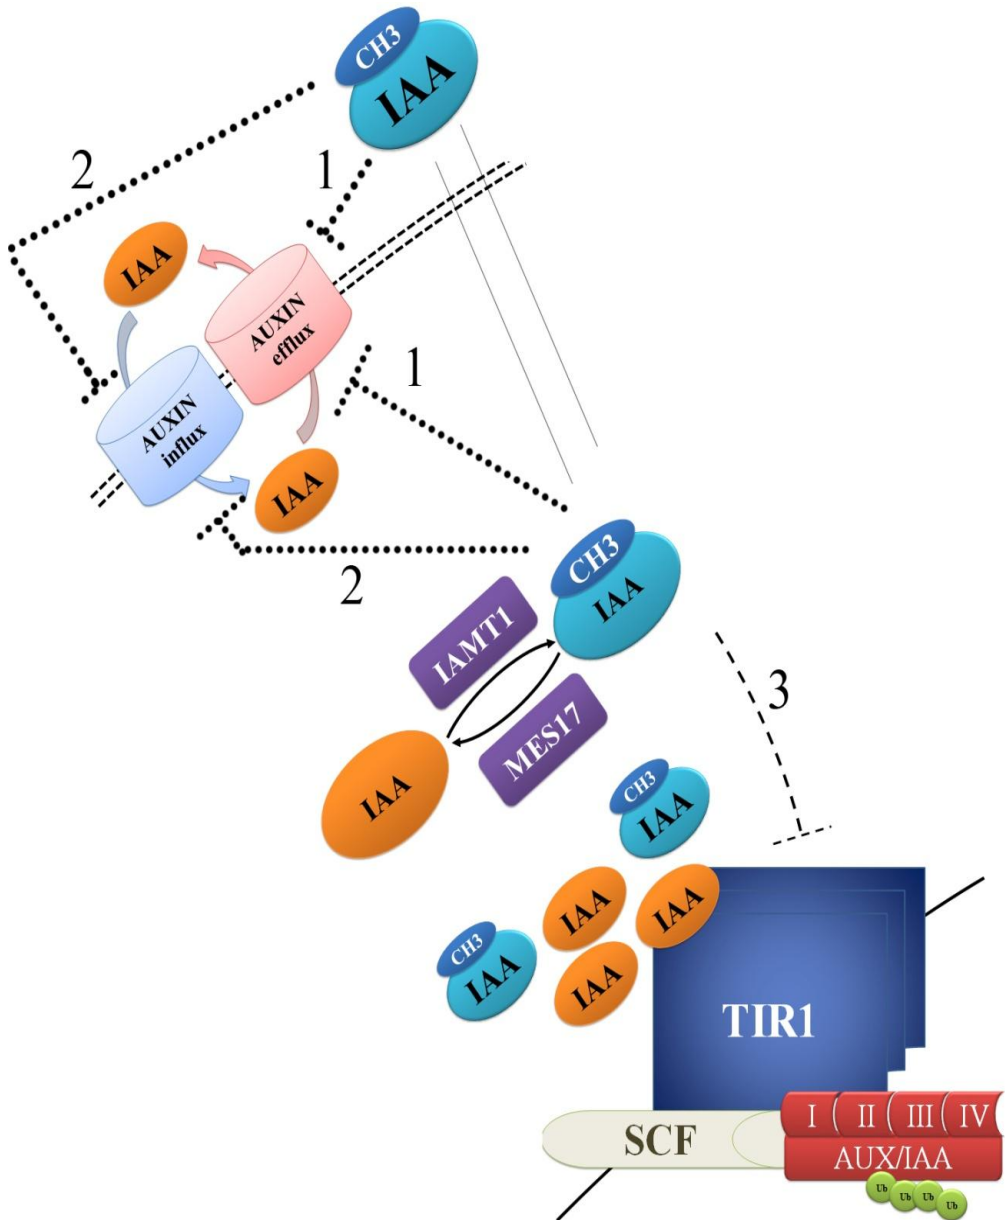 CH3
IAA
2
1
IAA
AUXIN
efflux
1
AUXIN
influx
IAA
2
CH3
IAA
IAMT1
MES17
3
IAA
CH3
IAA
IAA
IAA
CH3
IAA
IAA
TIR1
SCF
I II III IV
AUX/IAA
Ub Ub Ub Ub